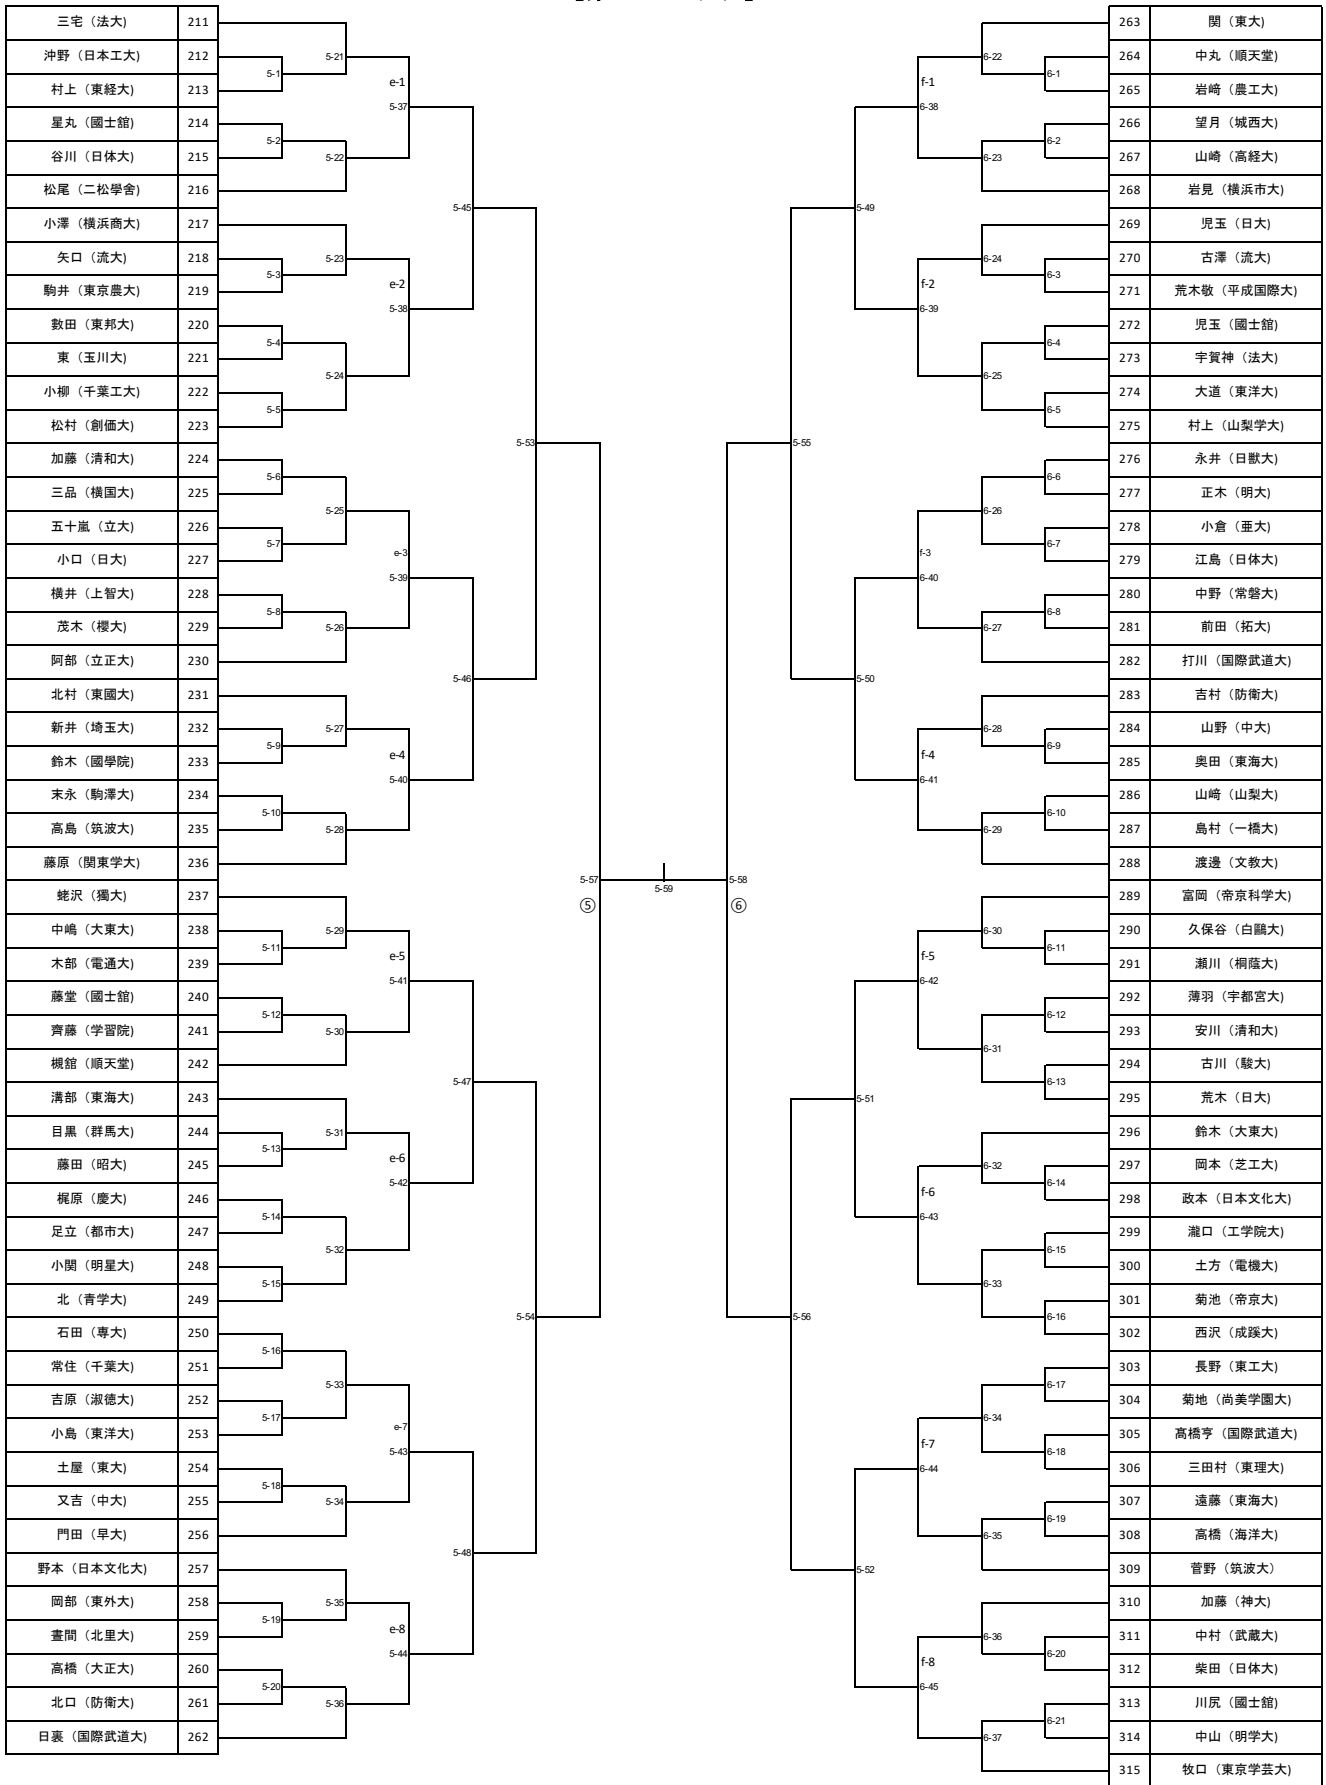 三宅（法大） 211
沖野（日本工大） 212
村上（東経大） 213
星丸（國士舘） 214
谷川（日体大） 215
松尾（二松學舍） 216
小澤（横浜商大） 217
矢口（流大） 218
駒井（東京農大） 219
數田（東邦大） 220
東（玉川大） 221
小柳（千葉工大） 222
松村（創価大） 223
加藤（清和大） 224
三品（横国大） 225
五十嵐（立大） 226
小口（日大） 227
横井（上智大） 228
茂木（櫻大） 229
阿部（立正大） 230
北村（東國大） 231
新井（埼玉大） 232
鈴木（國學院） 233
末永（駒澤大） 234
高島（筑波大） 235
藤原（関東学大） 236
蛯沢（獨大） 237
中嶋（大東大） 238
木部（電通大） 239
藤堂（國士舘） 240
齊藤（学習院） 241
槻舘（順天堂） 242
溝部（東海大） 243
目黒（群馬大） 244
藤田（昭大） 245
梶原（慶大） 246
足立（都市大） 247
小関（明星大） 248
北（青学大） 249
石田（専大） 250
常住（千葉大） 251
吉原（淑徳大） 252
小島（東洋大） 253
土屋（東大） 254
又吉（中大） 255
門田（早大） 256
野本（日本文化大） 257
岡部（東外大） 258
晝間（北里大） 259
高橋（大正大） 260
北口（防衛大） 261
日裏（国際武道大） 262
5-1
5-2
5-3
5-4
5-5
5-6
5-7
5-8
5-9
5-10
5-11
5-12
5-13
5-14
5-15
5-16
5-17
5-18
5-19
5-20
5-21
5-22
5-23
5-24
5-25
5-26
5-27
5-28
5-29
5-30
5-31
5-32
5-33
5-34
5-35
5-36
e-1
5-37
e-2
5-38
e-3
5-39
e-4
5-40
e-5
5-41
e-6
5-42
e-7
5-43
e-8
5-44
5-45
5-46
5-47
5-48
5-53
5-54
5-57
⑤
5-59
5-58
⑥
5-55
5-56
5-49
5-50
5-51
5-52
f-1
6-38
f-2
6-39
f-3
6-40
f-4
6-41
f-5
6-42
f-6
6-43
f-7
6-44
f-8
6-45
6-22
6-23
6-24
6-25
6-26
6-27
6-28
6-29
6-30
6-31
6-32
6-33
6-34
6-35
6-36
6-37
6-1
6-2
6-3
6-4
6-5
6-6
6-7
6-8
6-9
6-10
6-11
6-12
6-13
6-14
6-15
6-16
6-17
6-18
6-19
6-20
6-21
263 関（東大）
264 中丸（順天堂）
265 岩﨑（農工大）
266 望月（城西大）
267 山崎（高経大）
268 岩見（横浜市大）
269 児玉（日大）
270 古澤（流大）
271 荒木敬（平成国際大）
272 児玉（國士舘）
273 宇賀神（法大）
274 大道（東洋大）
275 村上（山梨学大）
276 永井（日獣大）
277 正木（明大）
278 小倉（亜大）
279 江島（日体大）
280 中野（常磐大）
281 前田（拓大）
282 打川（国際武道大）
283 吉村（防衛大）
284 山野（中大）
285 奥田（東海大）
286 山﨑（山梨大）
287 島村（一橋大）
288 渡邊（文教大）
289 富岡（帝京科学大）
290 久保谷（白鷗大）
291 瀬川（桐蔭大）
292 薄羽（宇都宮大）
293 安川（清和大）
294 古川（駿大）
295 荒木（日大）
296 鈴木（大東大）
297 岡本（芝工大）
298 政本（日本文化大）
299 瀧口（工学院大）
300 土方（電機大）
301 菊池（帝京大）
302 西沢（成蹊大）
303 長野（東工大）
304 菊地（尚美学園大）
305 髙橋亨（国際武道大）
306 三田村（東理大）
307 遠藤（東海大）
308 高橋（海洋大）
309 菅野（筑波大）
310 加藤（神大）
311 中村（武蔵大）
312 柴田（日体大）
313 川尻（國士舘）
314 中山（明学大）
315 牧口（東京学芸大）